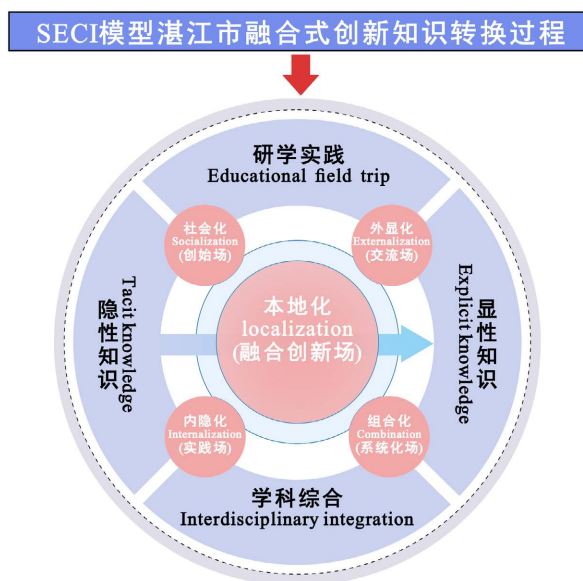 SECI模型湛江市融合式创新知识转换过程
研学实践
Educational field trip
社会化
Socialization
(创始场)
外显化
Externalization
(交流场)
隐性知识
Tacit knowledge
本地化
localization
(融合创新场)
显性知识
Explicit knowledge
内隐化
Internalization
(实践场)
组合化
Combination
(系统化场)
学科综合
Interdisciplinary integration